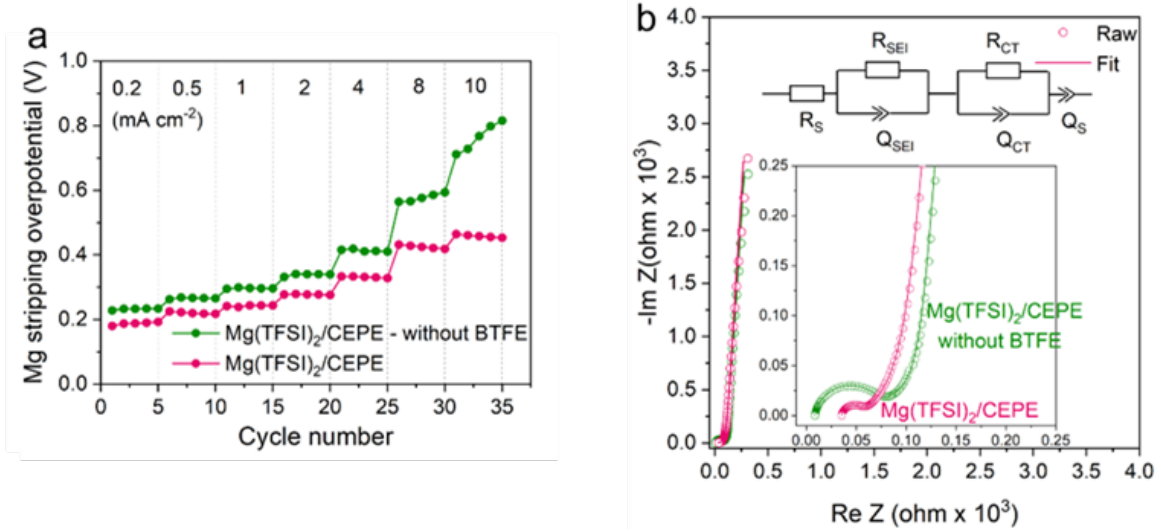 a
Mg stripping overpotential (V)
1.0
0.8
0.6
0.4
0.2
0.0
0.2 0.5 1 2 4 8 10
(mA cm⁻²)
Mg(TFSI)₂/CEPE - without BTFE
Mg(TFSI)₂/CEPE
0 5 10 15 20 25 30 35
Cycle number
b
-Im Z(ohm x 10³)
4.0
3.5
3.0
2.5
2.0
1.5
1.0
0.5
0.0
Raw
Fit
R_SEI R_CT
R_S
Q_SEI Q_CT Q_S
0.25
0.20
0.15
0.10
0.05
0.00
Mg(TFSI)₂/CEPE
without BTFE
Mg(TFSI)₂/CEPE
0.00 0.05 0.10 0.15 0.20 0.25
0.0 0.5 1.0 1.5 2.0 2.5 3.0 3.5 4.0
Re Z (ohm x 10³)